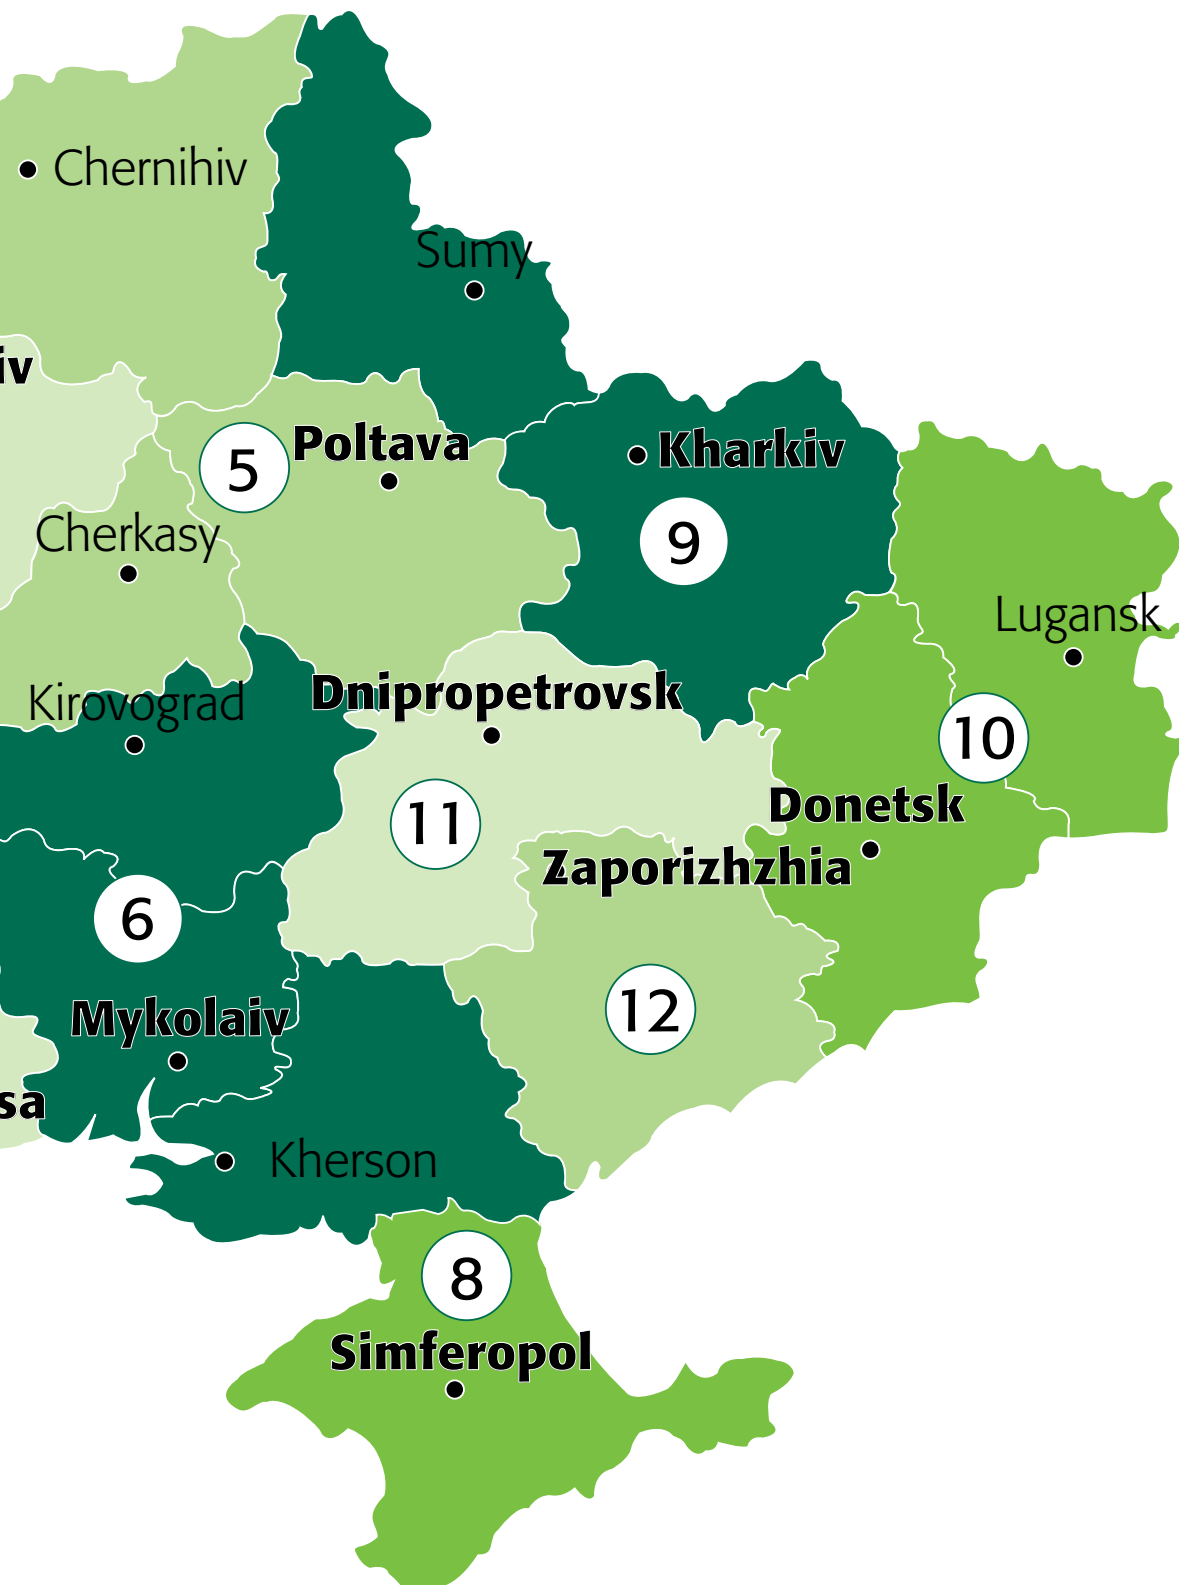 Chernihiv
Sumy
iv
Poltava
5
Kharkiv
9
Cherkasy
Lugansk
Kirovograd
Dnipropetrovsk
10
11
Donetsk
Zaporizhzhia
6
12
Mykolaiv
sa
Kherson
8
Simferopol